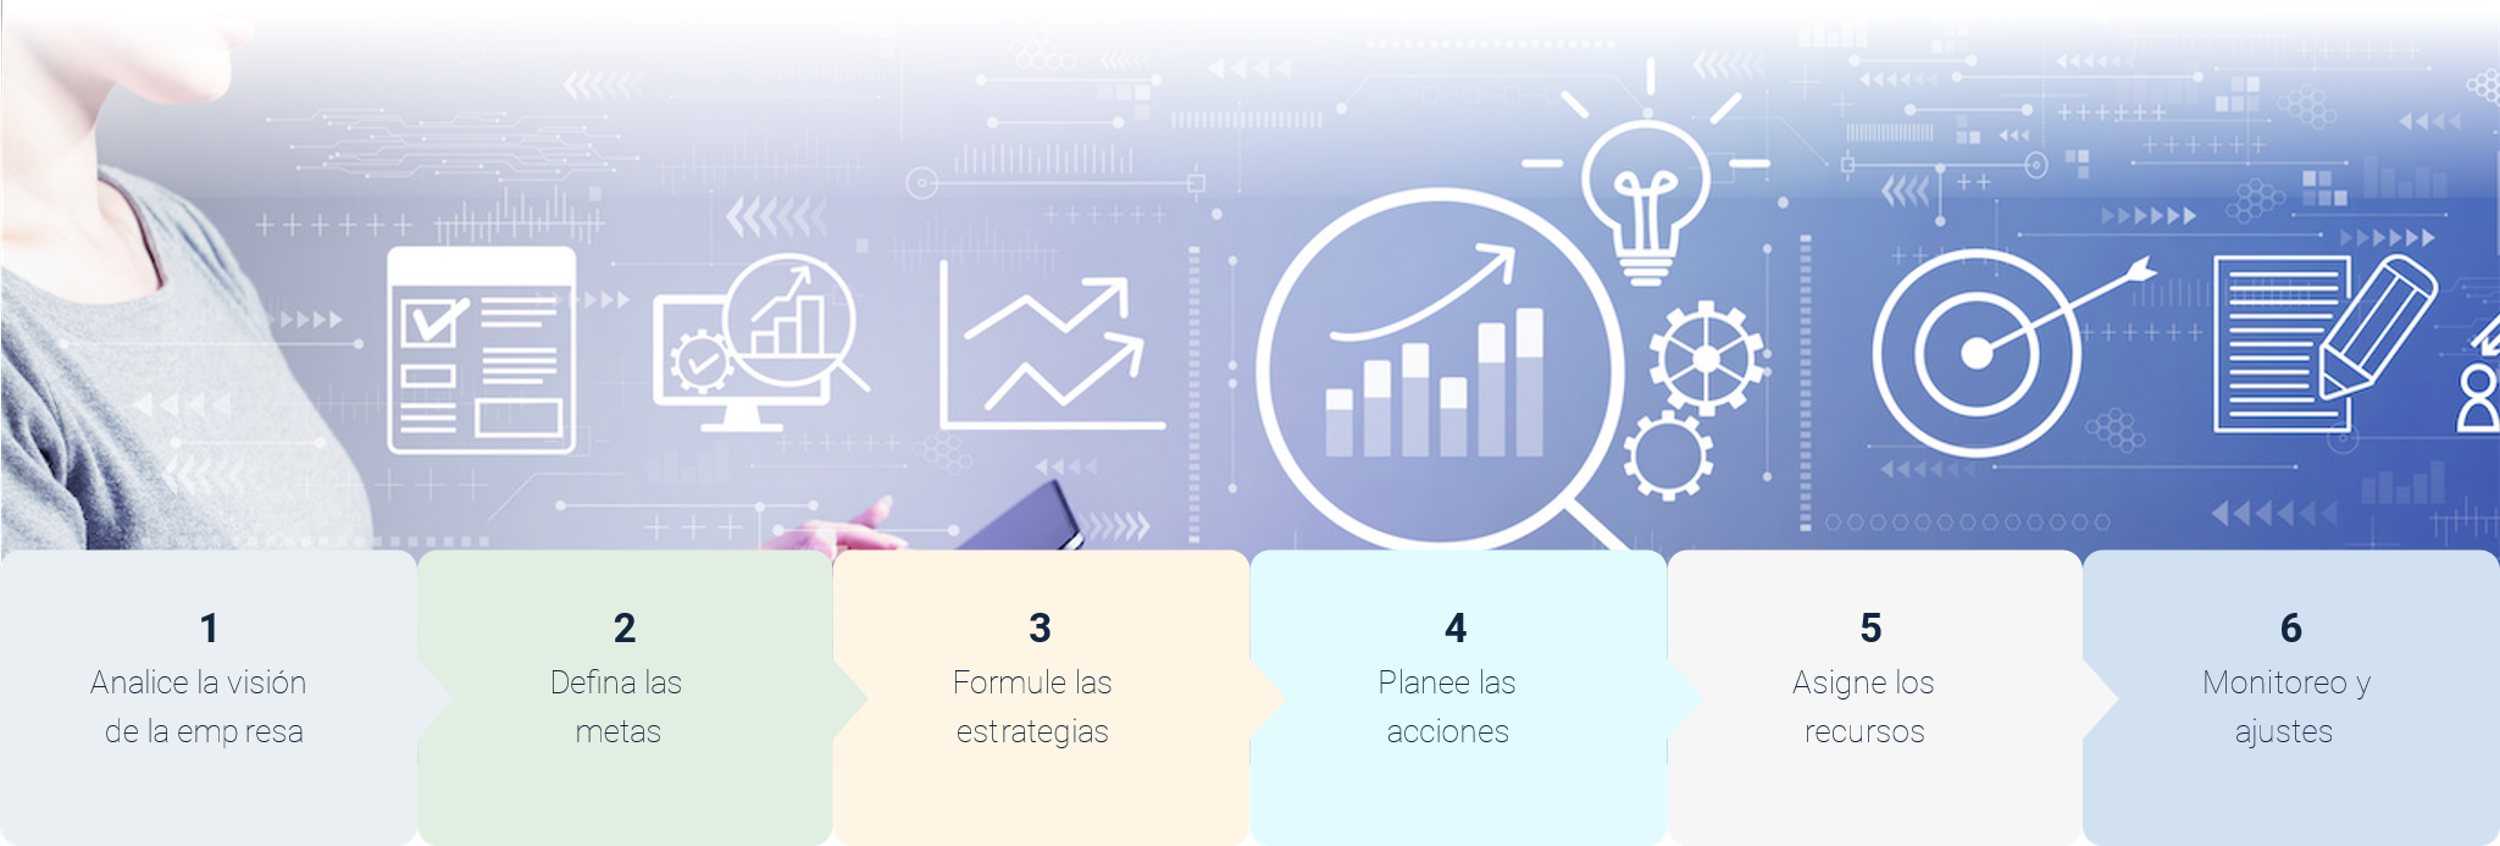 1
Analice la visión
de la emp resa
2
Defina las
metas
3
Formule las
estrategias
4
Planee las
acciones
5
Asigne los
recursos
6
Monitoreo y
ajustes